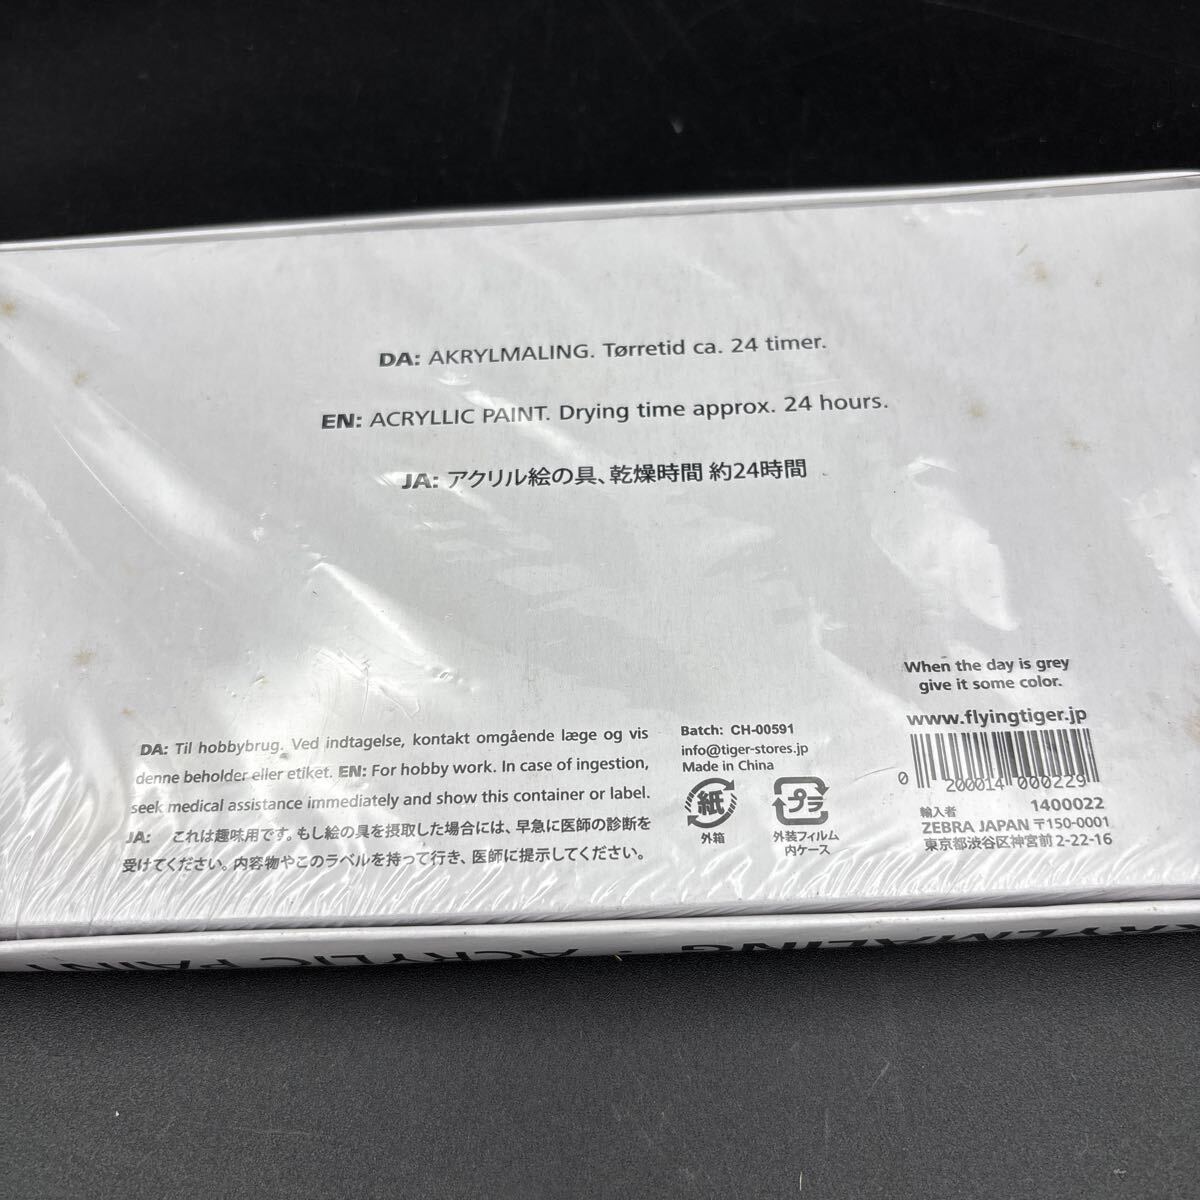 DA: AKRYLMALING. Tørretid ca. 24 timer.
EN: ACRYLLIC PAINT. Drying time approx. 24 hours.
JA: アクリル絵の具、乾燥時間 約24時間
DA: Til hobbybrug. Ved indtagelse, kontakt omgående læge og vis
denne beholder eller etiket. EN: For hobby work. In case of ingestion,
seek medical assistance immediately and show this container or label.
JA: これは趣味用です。もし絵の具を摂取した場合には、早急に医師の診断を
受けてください。内容物やこのラベルを持って行き、医師に提示してください。
Batch: CH-00591
info@tiger-stores.jp
Made in China
紙
外箱
プラ
外装フィルム
内ケース
When the day is grey
give it some color.
www.flyingtiger.jp
0 200014 000229
輸入者 1400022
ZEBRA JAPAN 〒150-0001
東京都渋谷区神宮前 2-22-16
AKRYLMALING · ACRYLIC PAINT